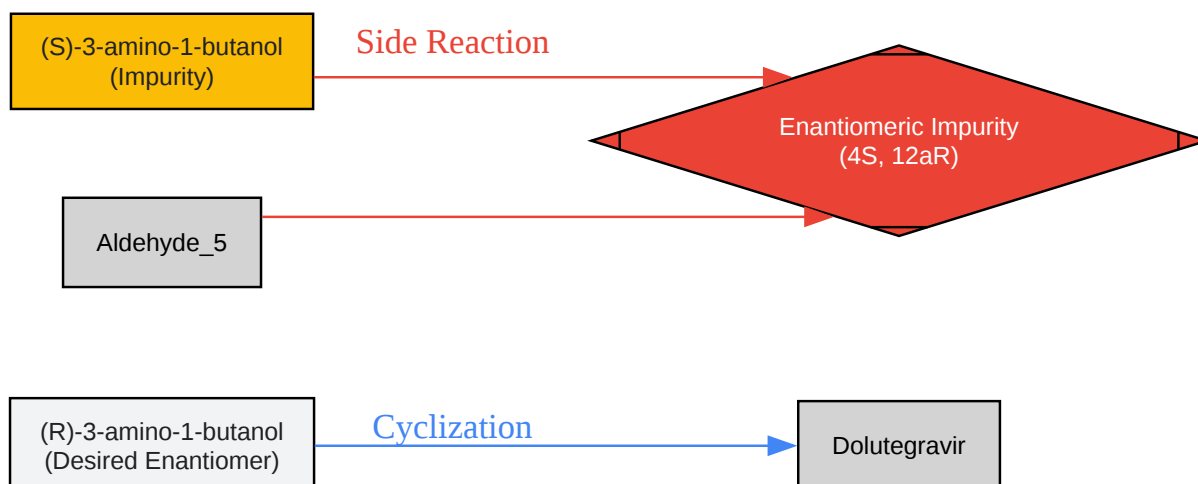 (S)-3-amino-1-butanol
(Impurity)
Side Reaction
Enantiomeric Impurity
(4S, 12aR)
Aldehyde_5
(R)-3-amino-1-butanol
(Desired Enantiomer)
Cyclization
Dolutegravir